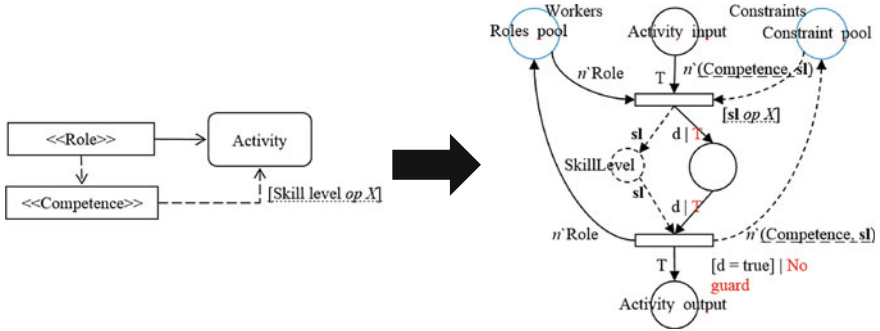 <<Role>>
Activity
<<Competence>>
[Skill level op X]
Workers
Roles pool
Activity input
Constraints
Constraint pool
n`Role
T
n`(Competence, sl)
[sl op X]
sl
d | T
SkillLevel
sl
d | T
n`Role
n`(Competence, sl)
T
[d = true] | No
guard
Activity output